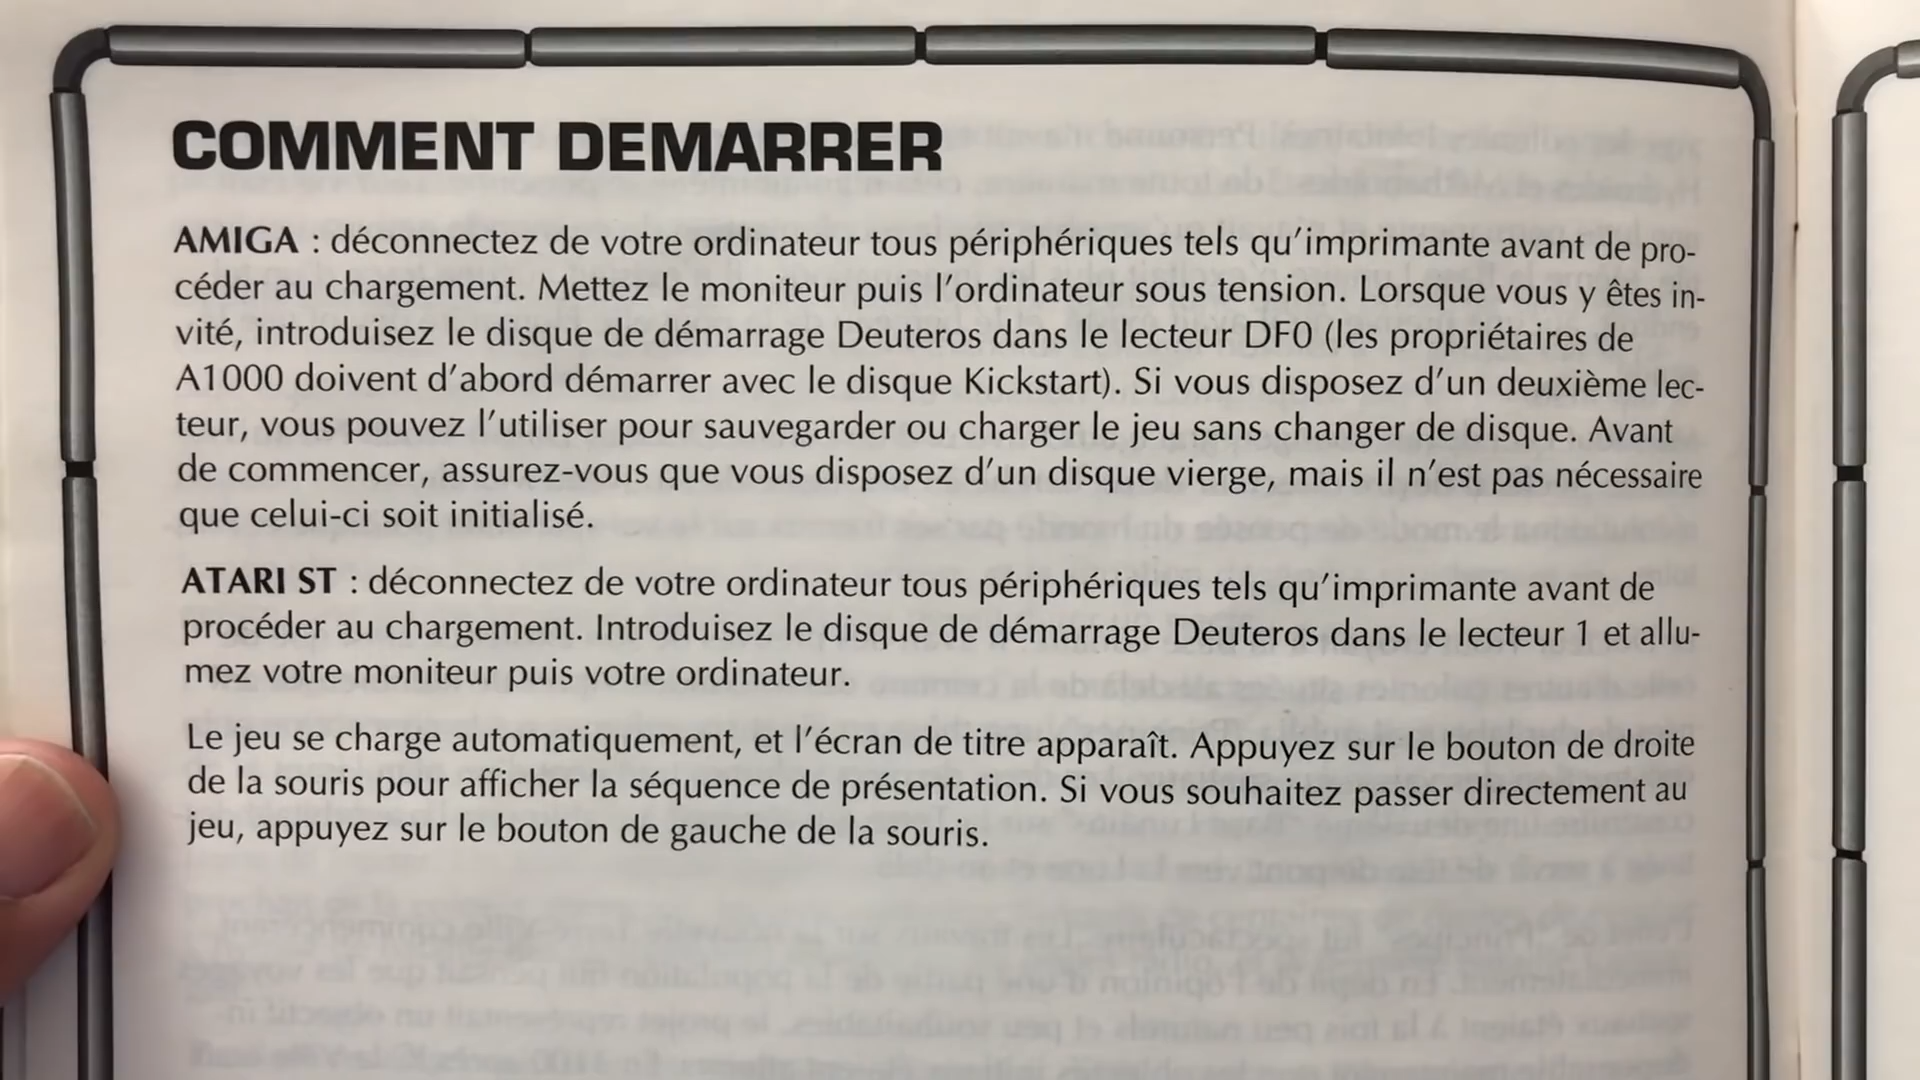 COMMENT DEMARRER
AMIGA : déconnectez de votre ordinateur tous périphériques tels qu'imprimante avant de pro-
céder au chargement. Mettez le moniteur puis l'ordinateur sous tension. Lorsque vous y êtes in-
vité, introduisez le disque de démarrage Deuteros dans le lecteur DF0 (les propriétaires de
A1000 doivent d'abord démarrer avec le disque Kickstart). Si vous disposez d'un deuxième lec-
teur, vous pouvez l'utiliser pour sauvegarder ou charger le jeu sans changer de disque. Avant
de commencer, assurez-vous que vous disposez d'un disque vierge, mais il n'est pas nécessaire
que celui-ci soit initialisé.
ATARI ST : déconnectez de votre ordinateur tous périphériques tels qu'imprimante avant de
procéder au chargement. Introduisez le disque de démarrage Deuteros dans le lecteur 1 et allu-
mez votre moniteur puis votre ordinateur.
Le jeu se charge automatiquement, et l'écran de titre apparaît. Appuyez sur le bouton de droite
de la souris pour afficher la séquence de présentation. Si vous souhaitez passer directement au
jeu, appuyez sur le bouton de gauche de la souris.